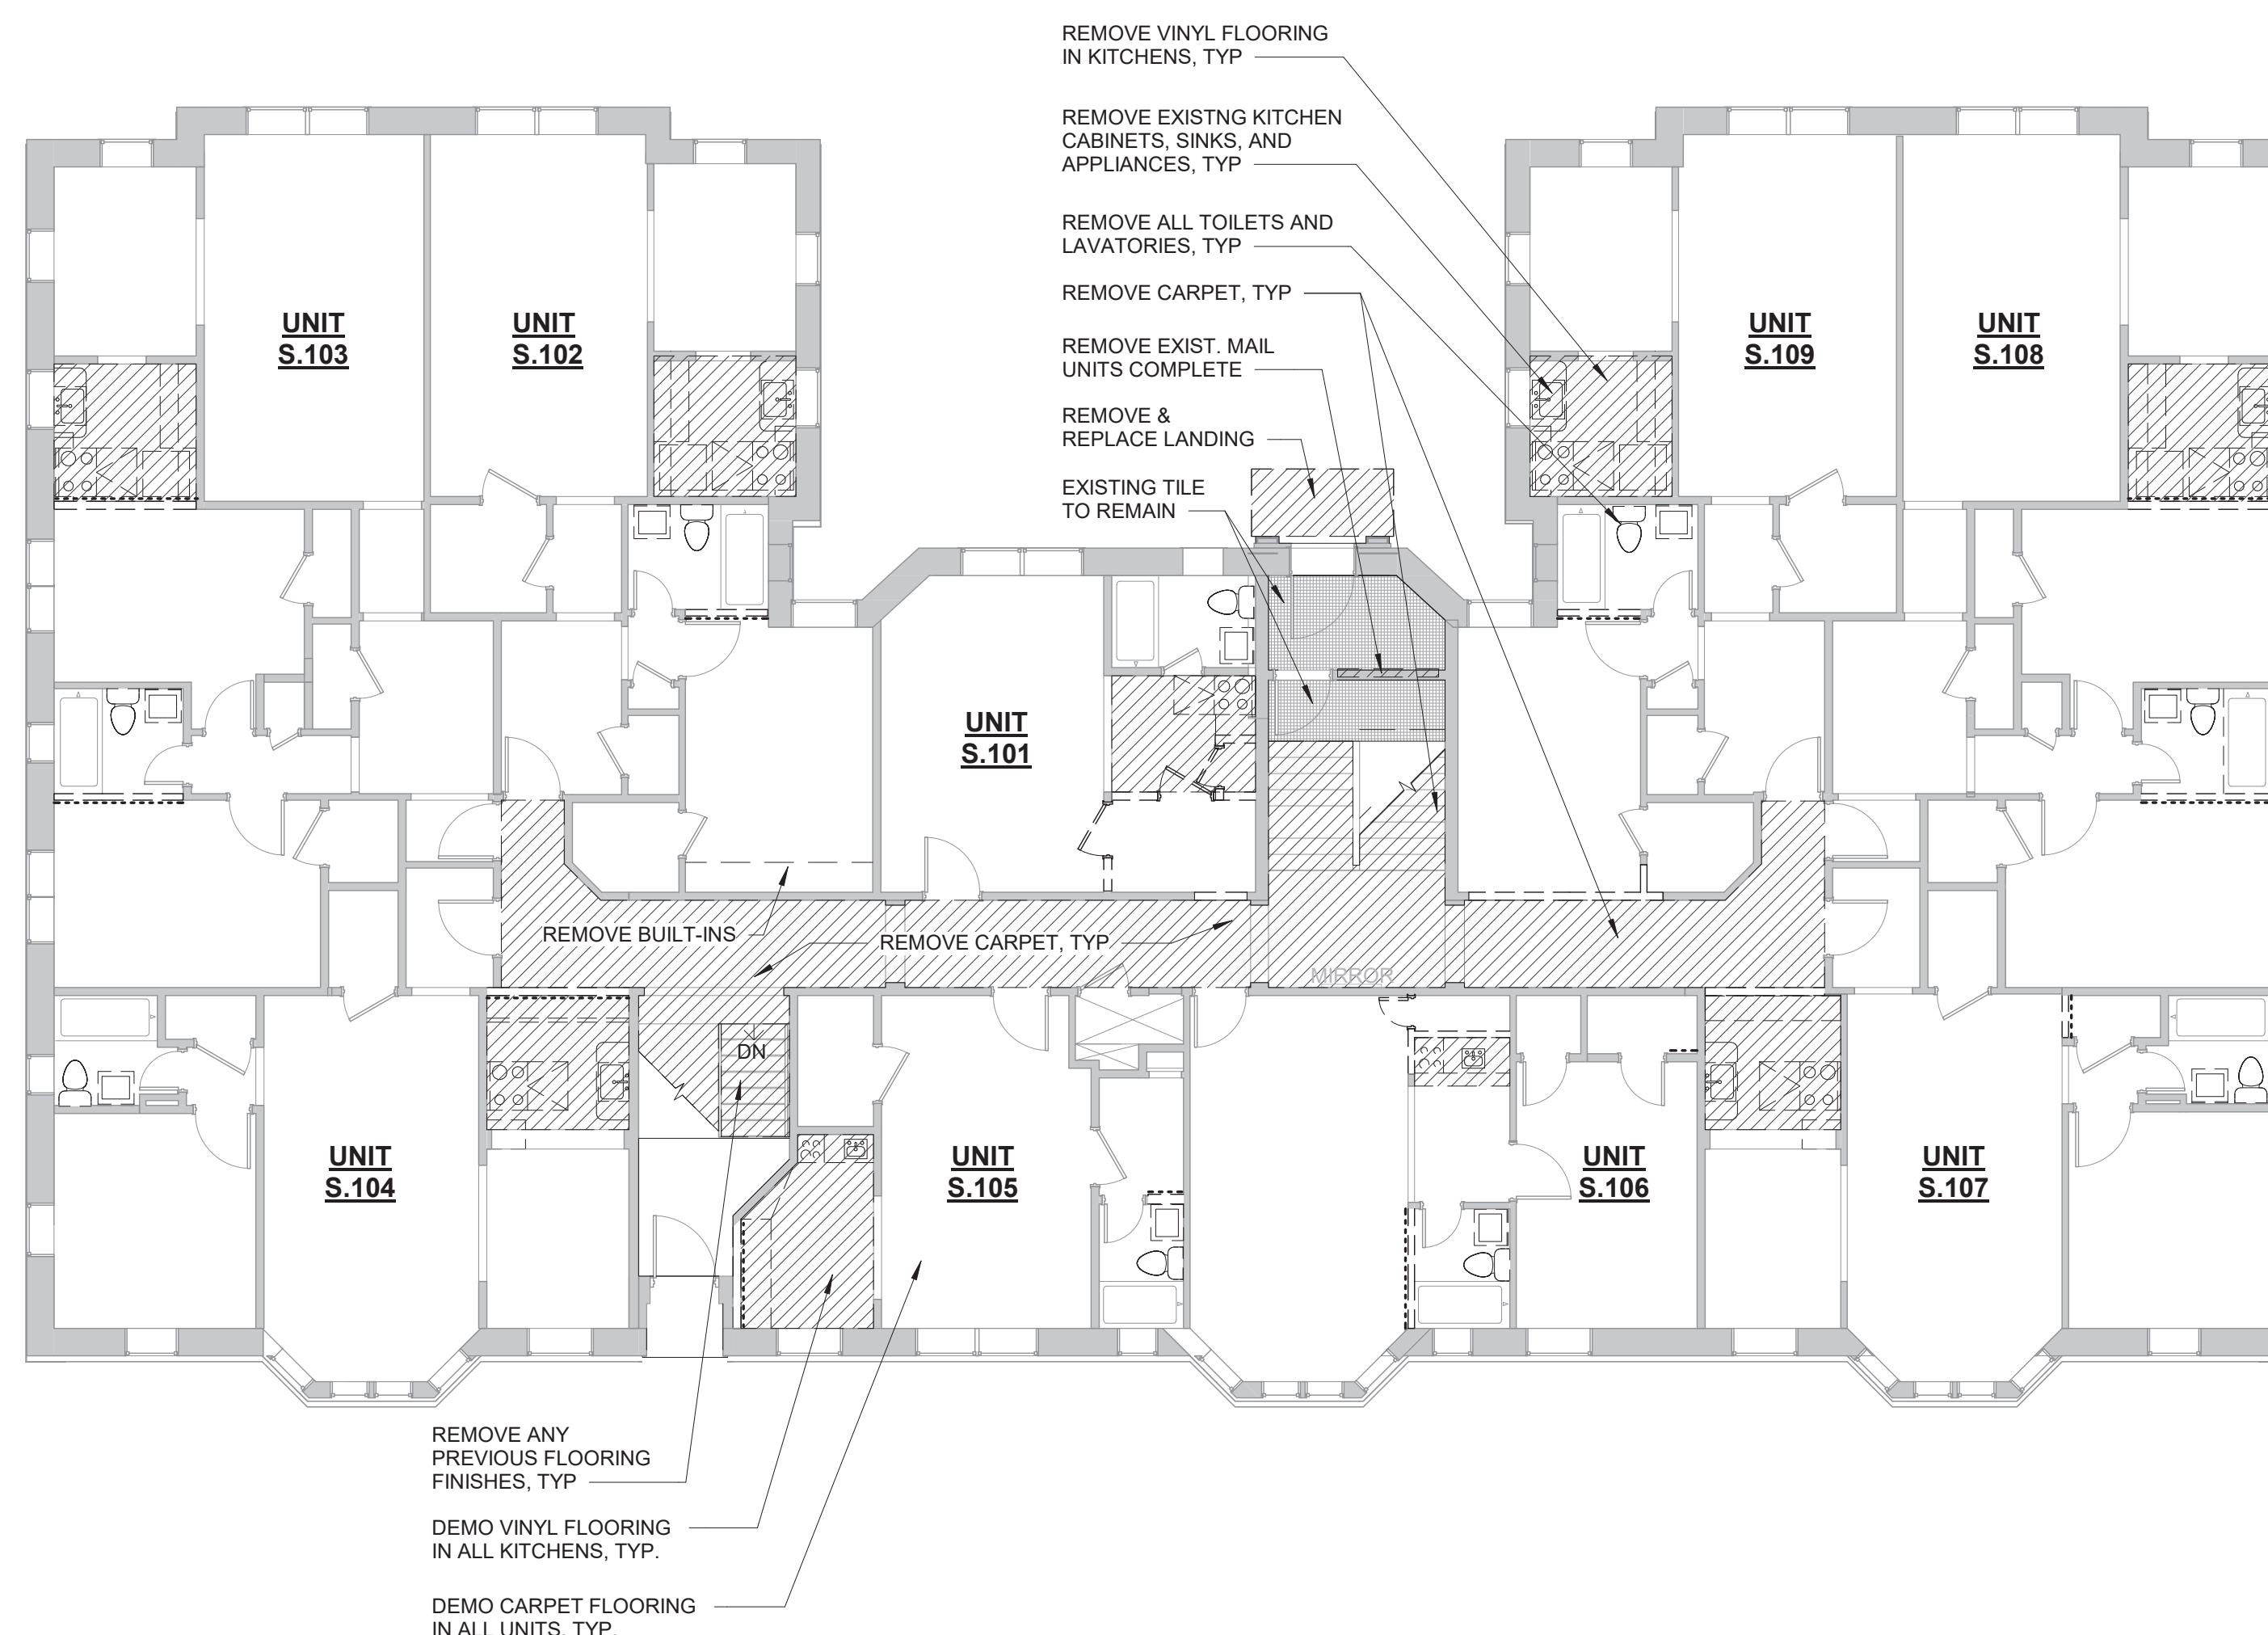 REMOVE VINYL FLOORING
IN KITCHENS, TYP
REMOVE EXISTNG KITCHEN
CABINETS, SINKS, AND
APPLIANCES, TYP
REMOVE ALL TOILETS AND
LAVATORIES, TYP
REMOVE CARPET, TYP
REMOVE EXIST. MAIL
UNITS COMPLETE
REMOVE &
REPLACE LANDING
EXISTING TILE
TO REMAIN
UNIT
S.103
UNIT
S.102
UNIT
S.109
UNIT
S.108
UNIT
S.101
REMOVE BUILT-INS
REMOVE CARPET, TYP
MIRROR
DN
UNIT
S.104
UNIT
S.105
UNIT
S.106
UNIT
S.107
REMOVE ANY
PREVIOUS FLOORING
FINISHES, TYP
DEMO VINYL FLOORING
IN ALL KITCHENS, TYP.
DEMO CARPET FLOORING
IN ALL UNITS, TYP.